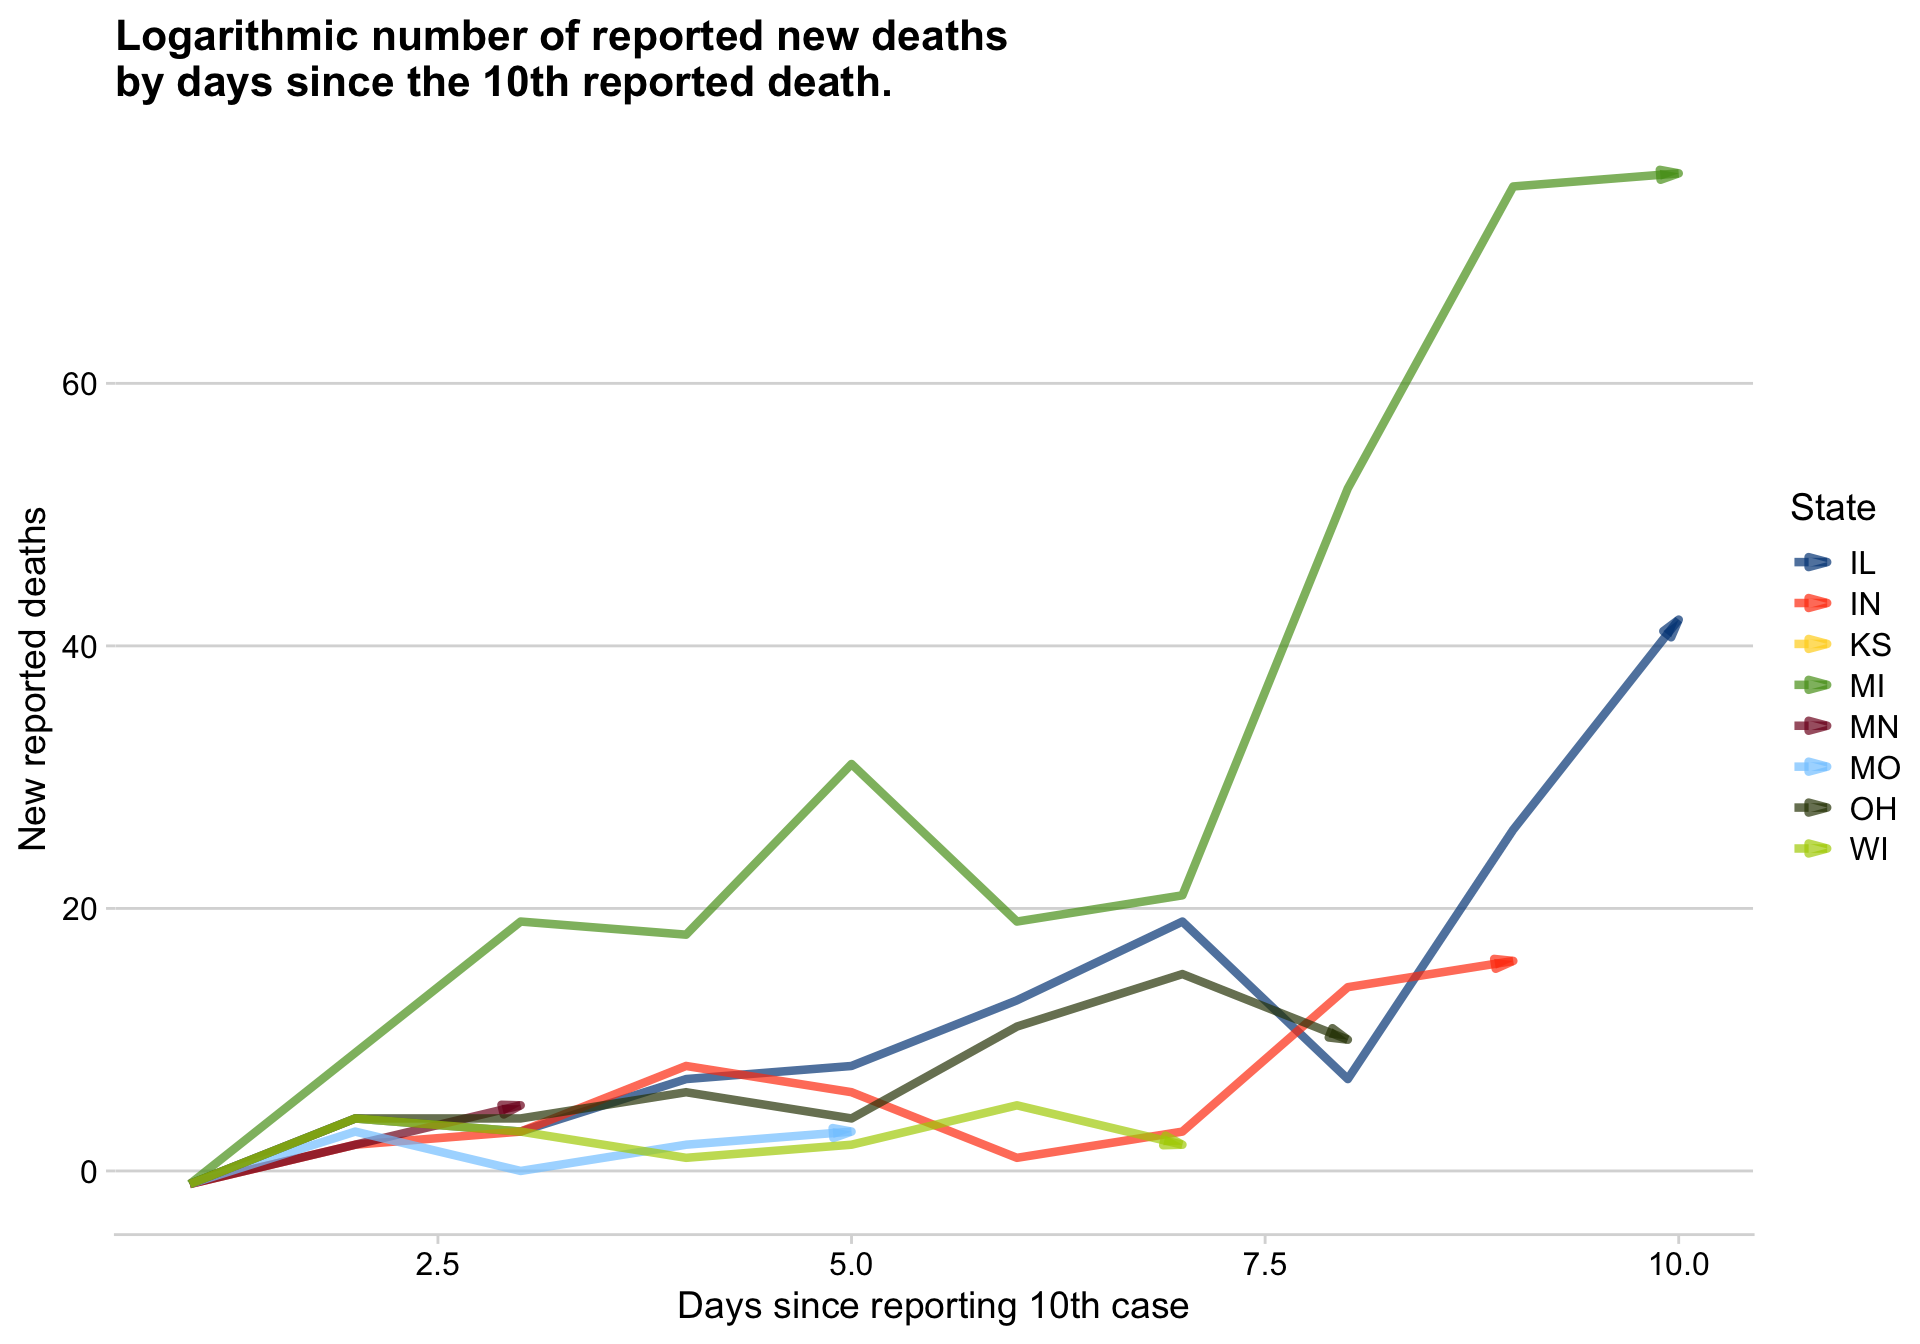 Logarithmic number of reported new deaths
by days since the 10th reported death.
60
40
20
0
New reported deaths
2.5
5.0
7.5
10.0
Days since reporting 10th case
State
IL
IN
KS
MI
MN
MO
OH
WI